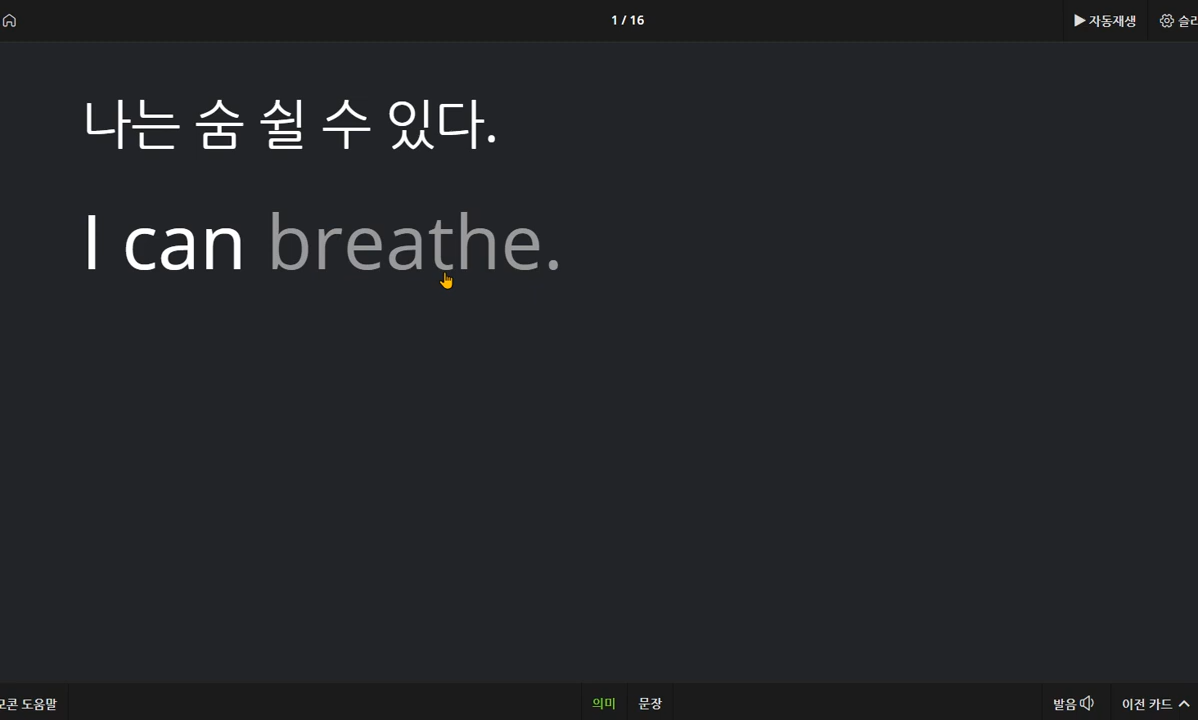 1 / 16
자동재생
나는 숨 쉴 수 있다.
I can breathe.
도움말
의미
문장
발음
이전 카드